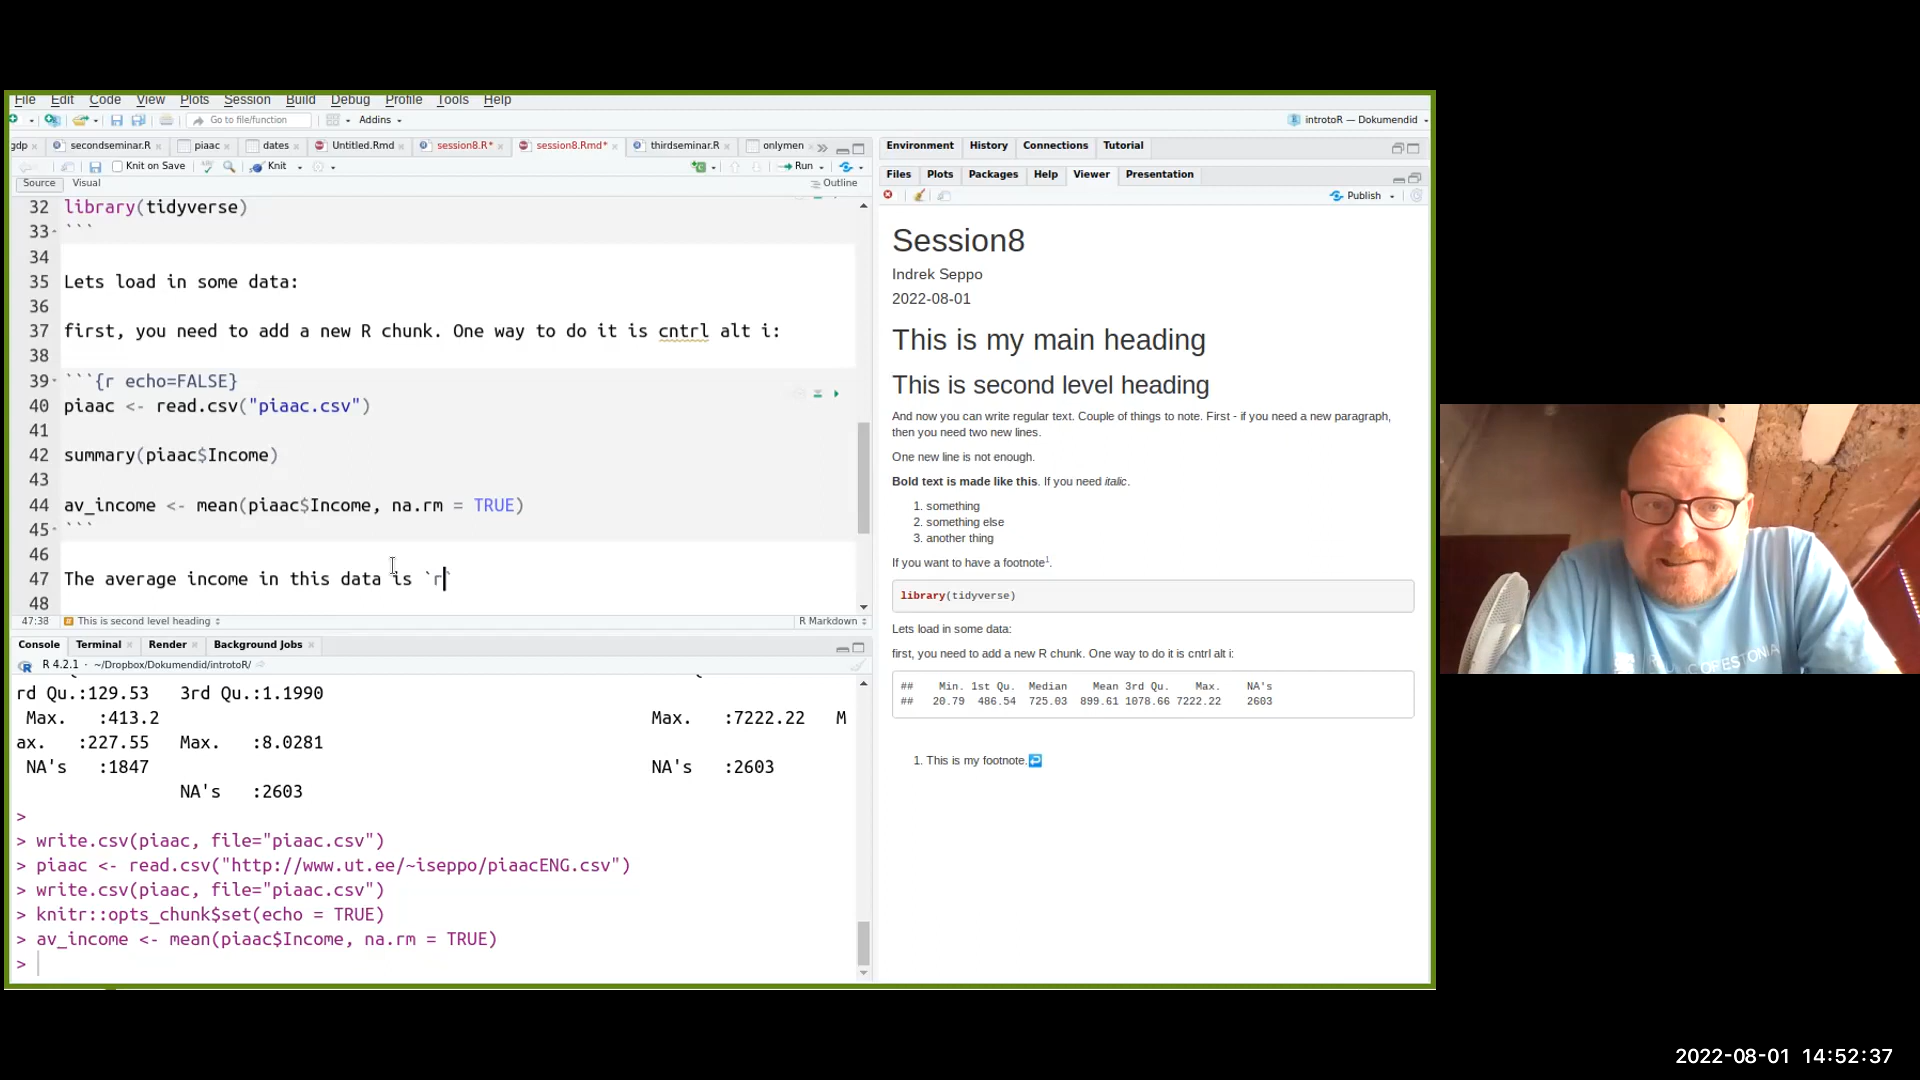 File Edit Code View Plots Session Build Debug Profile Tools Help
Go to file/function Addins introtoR — Dokumendid
gdp secondseminar.R piaac dates Untitled.Rmd session8.R* session8.Rmd* thirdseminar.R onlymen
Knit on Save Knit Run
Source Visual Outline
32 library(tidyverse)
33 ```
34
35 Lets load in some data:
36
37 first, you need to add a new R chunk. One way to do it is cntrl alt i:
38
39 ```{r echo=FALSE}
40 piaac <- read.csv("piaac.csv")
41
42 summary(piaac$Income)
43
44 av_income <- mean(piaac$Income, na.rm = TRUE)
45 ```
46
47 The average income in this data is `r`
48
47:38 This is second level heading R Markdown
Console Terminal Render Background Jobs
R 4.2.1 · ~/Dropbox/Dokumendid/introtoR/
rd Qu.:129.53 3rd Qu.:1.1990
Max. :413.2 Max. :7222.22 M
ax. :227.55 Max. :8.0281
NA's :1847 NA's :2603
NA's :2603
>
> write.csv(piaac, file="piaac.csv")
> piaac <- read.csv("http://www.ut.ee/~iseppo/piaacENG.csv")
> write.csv(piaac, file="piaac.csv")
> knitr::opts_chunk$set(echo = TRUE)
> av_income <- mean(piaac$Income, na.rm = TRUE)
>
Environment History Connections Tutorial
Files Plots Packages Help Viewer Presentation
Publish
Session8
Indrek Seppo
2022-08-01
This is my main heading
This is second level heading
And now you can write regular text. Couple of things to note. First - if you need a new paragraph,
then you need two new lines.
One new line is not enough.
Bold text is made like this. If you need italic.
1. something
2. something else
3. another thing
If you want to have a footnote1.
library(tidyverse)
Lets load in some data:
first, you need to add a new R chunk. One way to do it is cntrl alt i:
## Min. 1st Qu. Median Mean 3rd Qu. Max. NA's
## 20.79 486.54 725.03 899.61 1078.66 7222.22 2603
1. This is my footnote.
2022-08-01 14:52:37